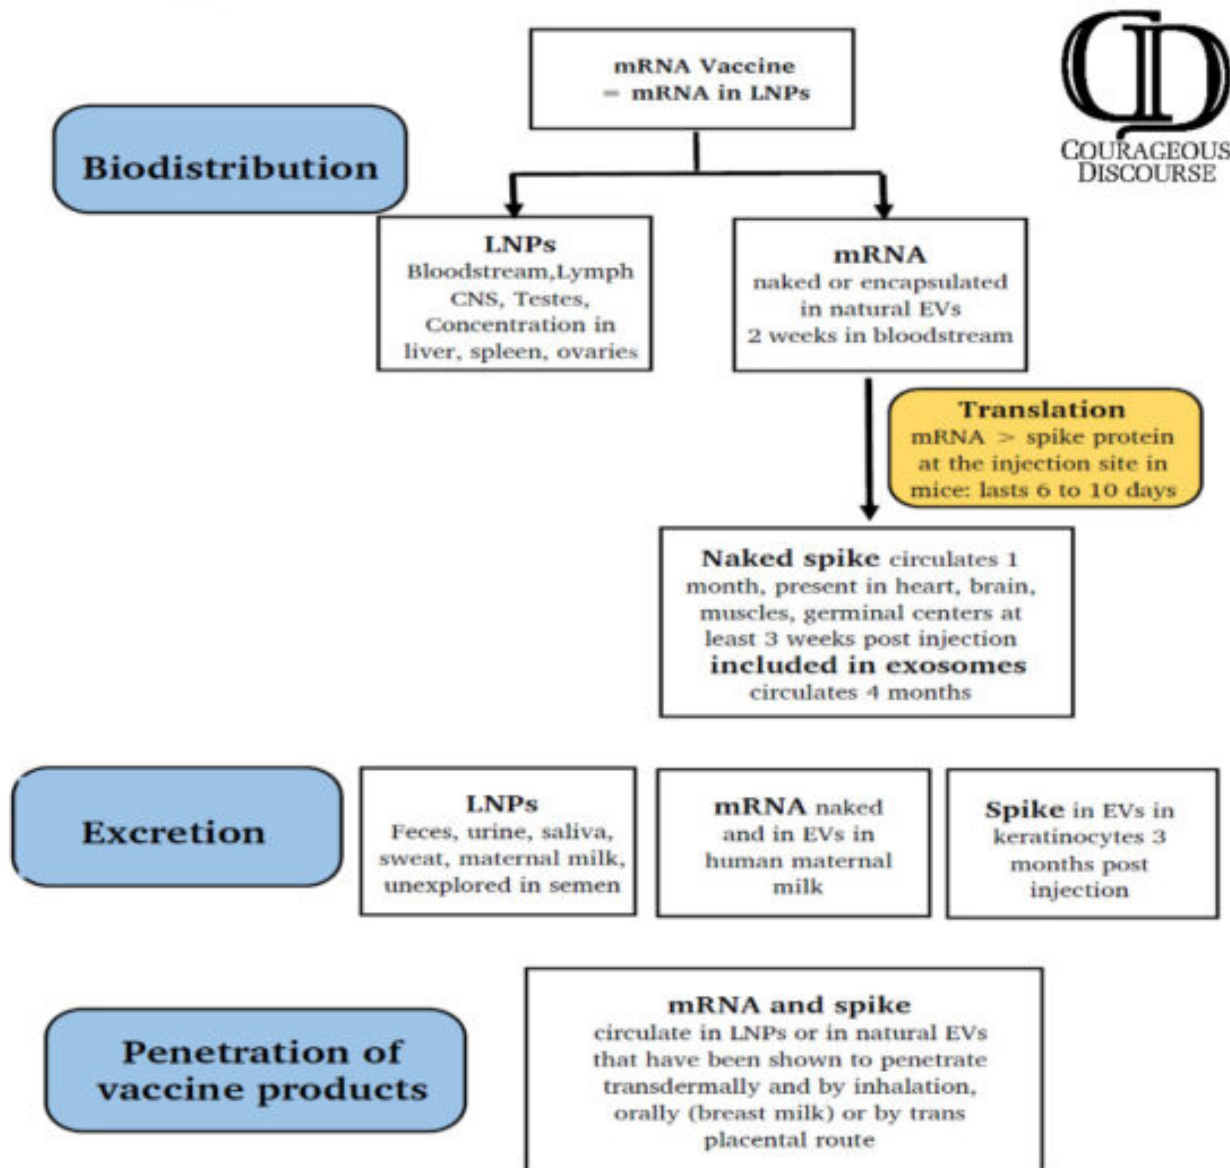 mRNA Vaccine
= mRNA in LNPs
COURAGEOUS
DISCOURSE
Biodistribution
LNPs
Bloodstream,Lymph
CNS, Testes,
Concentration in
liver, spleen, ovaries
mRNA
naked or encapsulated
in natural EVs
2 weeks in bloodstream
Translation
mRNA > spike protein
at the injection site in
mice: lasts 6 to 10 days
Naked spike circulates 1
month, present in heart, brain,
muscles, germinal centers at
least 3 weeks post injection
included in exosomes
circulates 4 months
Excretion
LNPs
Feces, urine, saliva,
sweat, maternal milk,
unexplored in semen
mRNA naked
and in EVs in
human maternal
milk
Spike in EVs in
keratinocytes 3
months post
injection
Penetration of
vaccine products
mRNA and spike
circulate in LNPs or in natural EVs
that have been shown to penetrate
transdermally and by inhalation,
orally (breast milk) or by trans
placental route